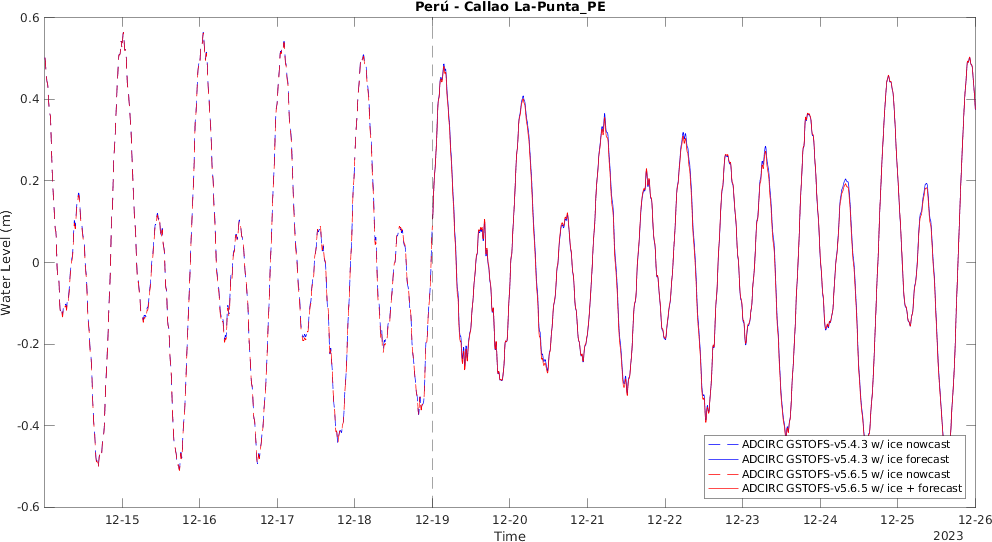 Perú - Callao La-Punta_PE
Water Level (m)
0.6
0.4
0.2
0
-0.2
-0.4
-0.6
ADCIRC GSTOFS-v5.4.3 w/ ice nowcast
ADCIRC GSTOFS-v5.4.3 w/ ice forecast
ADCIRC GSTOFS-v5.6.5 w/ ice nowcast
ADCIRC GSTOFS-v5.6.5 w/ ice + forecast
12-15 12-16 12-17 12-18 12-19 12-20 12-21 12-22 12-23 12-24 12-25 12-26
Time
2023